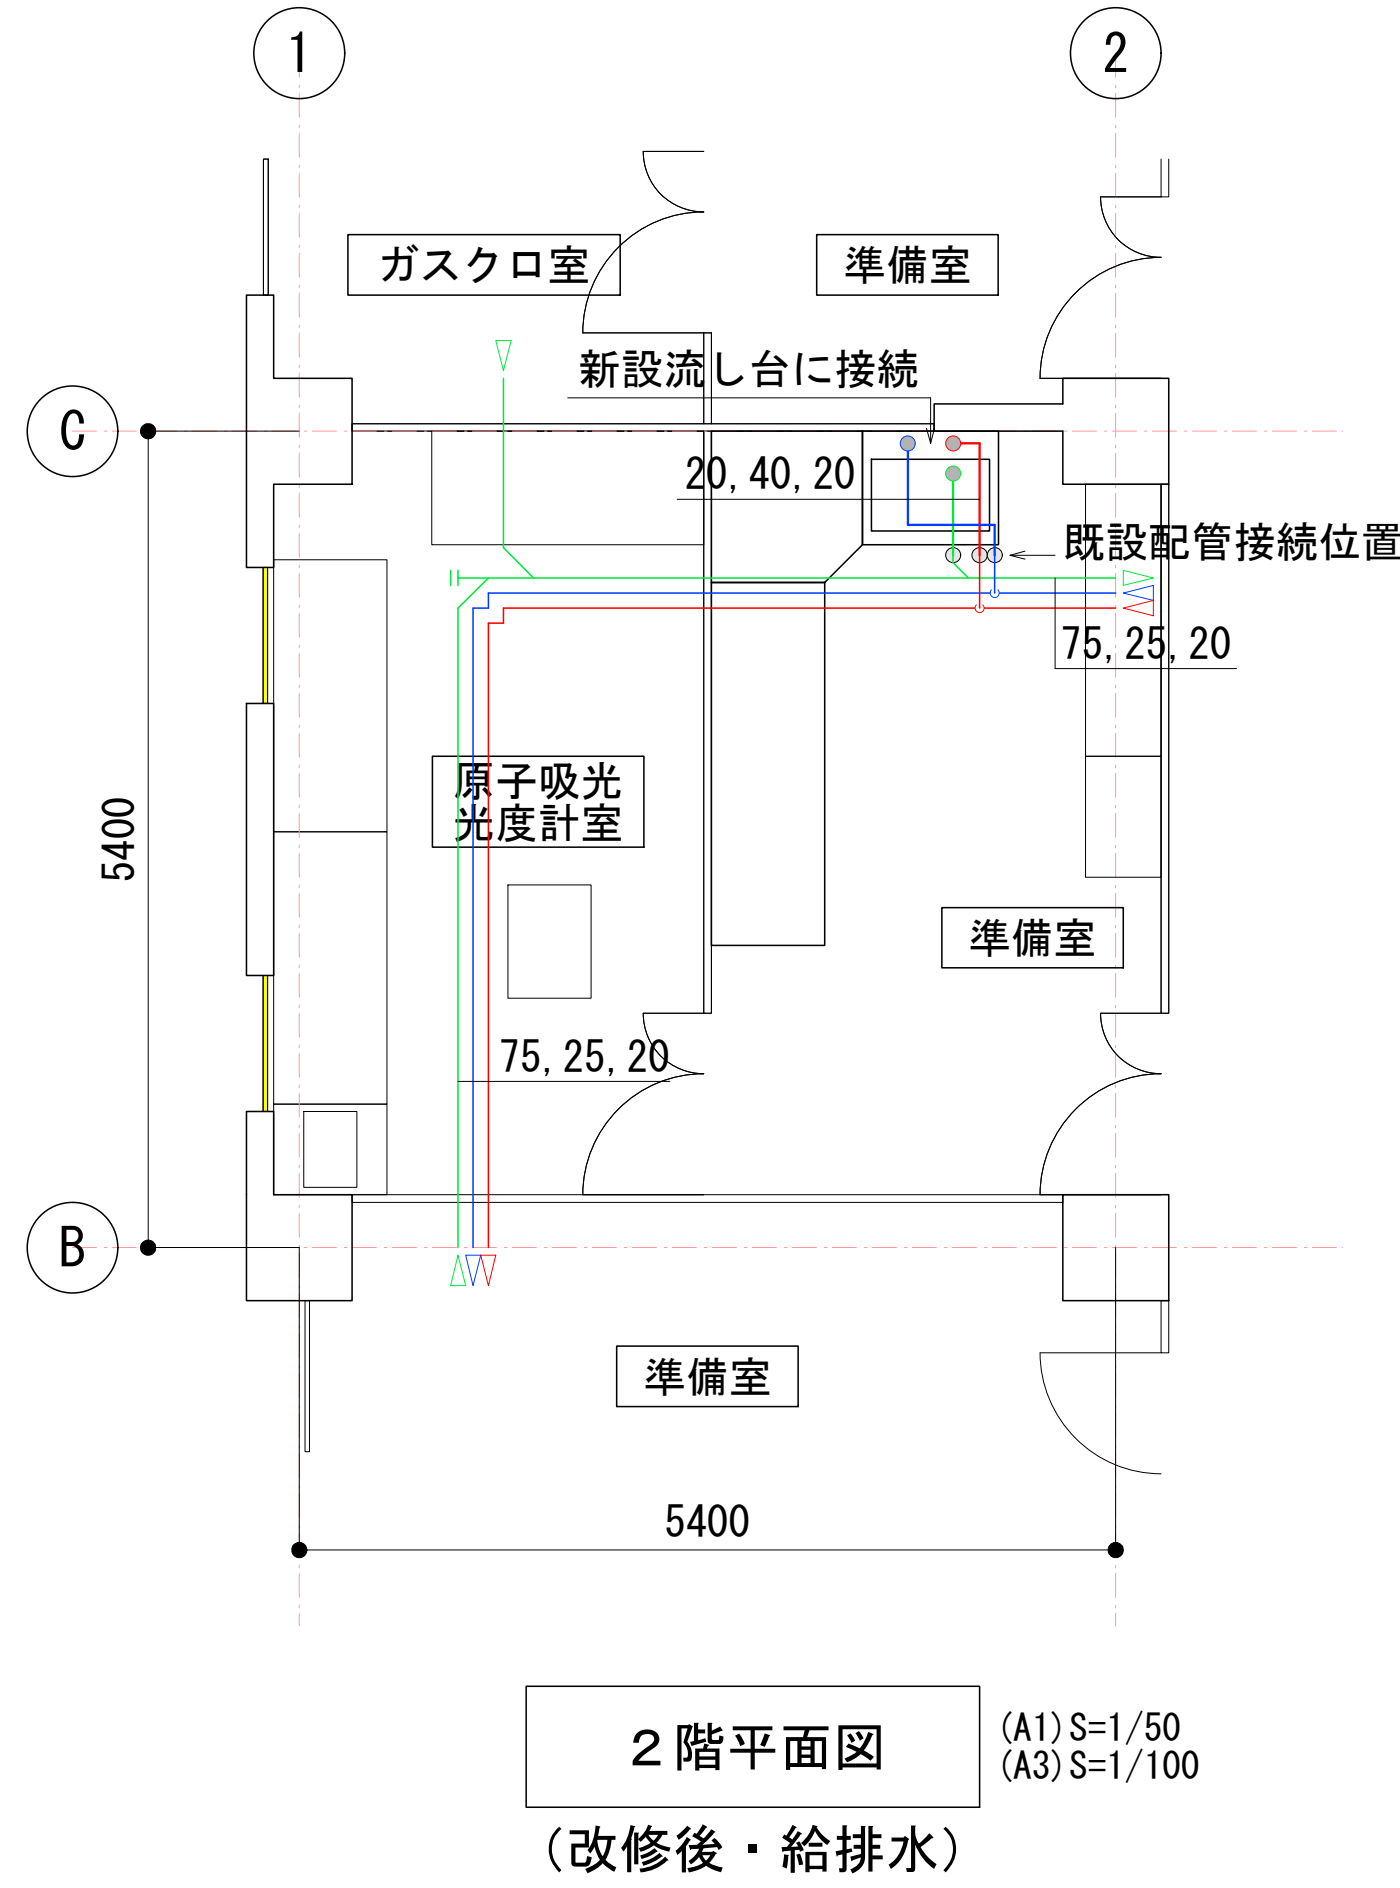 1
2
ガスクロ室
準備室
新設流し台に接続
C
20,40,20
既設配管接続位置
75,25,20
原子吸光
光度計室
5400
準備室
75,25,20
B
準備室
5400
２階平面図
(A1)S=1/50
(A3)S=1/100
（改修後・給排水）